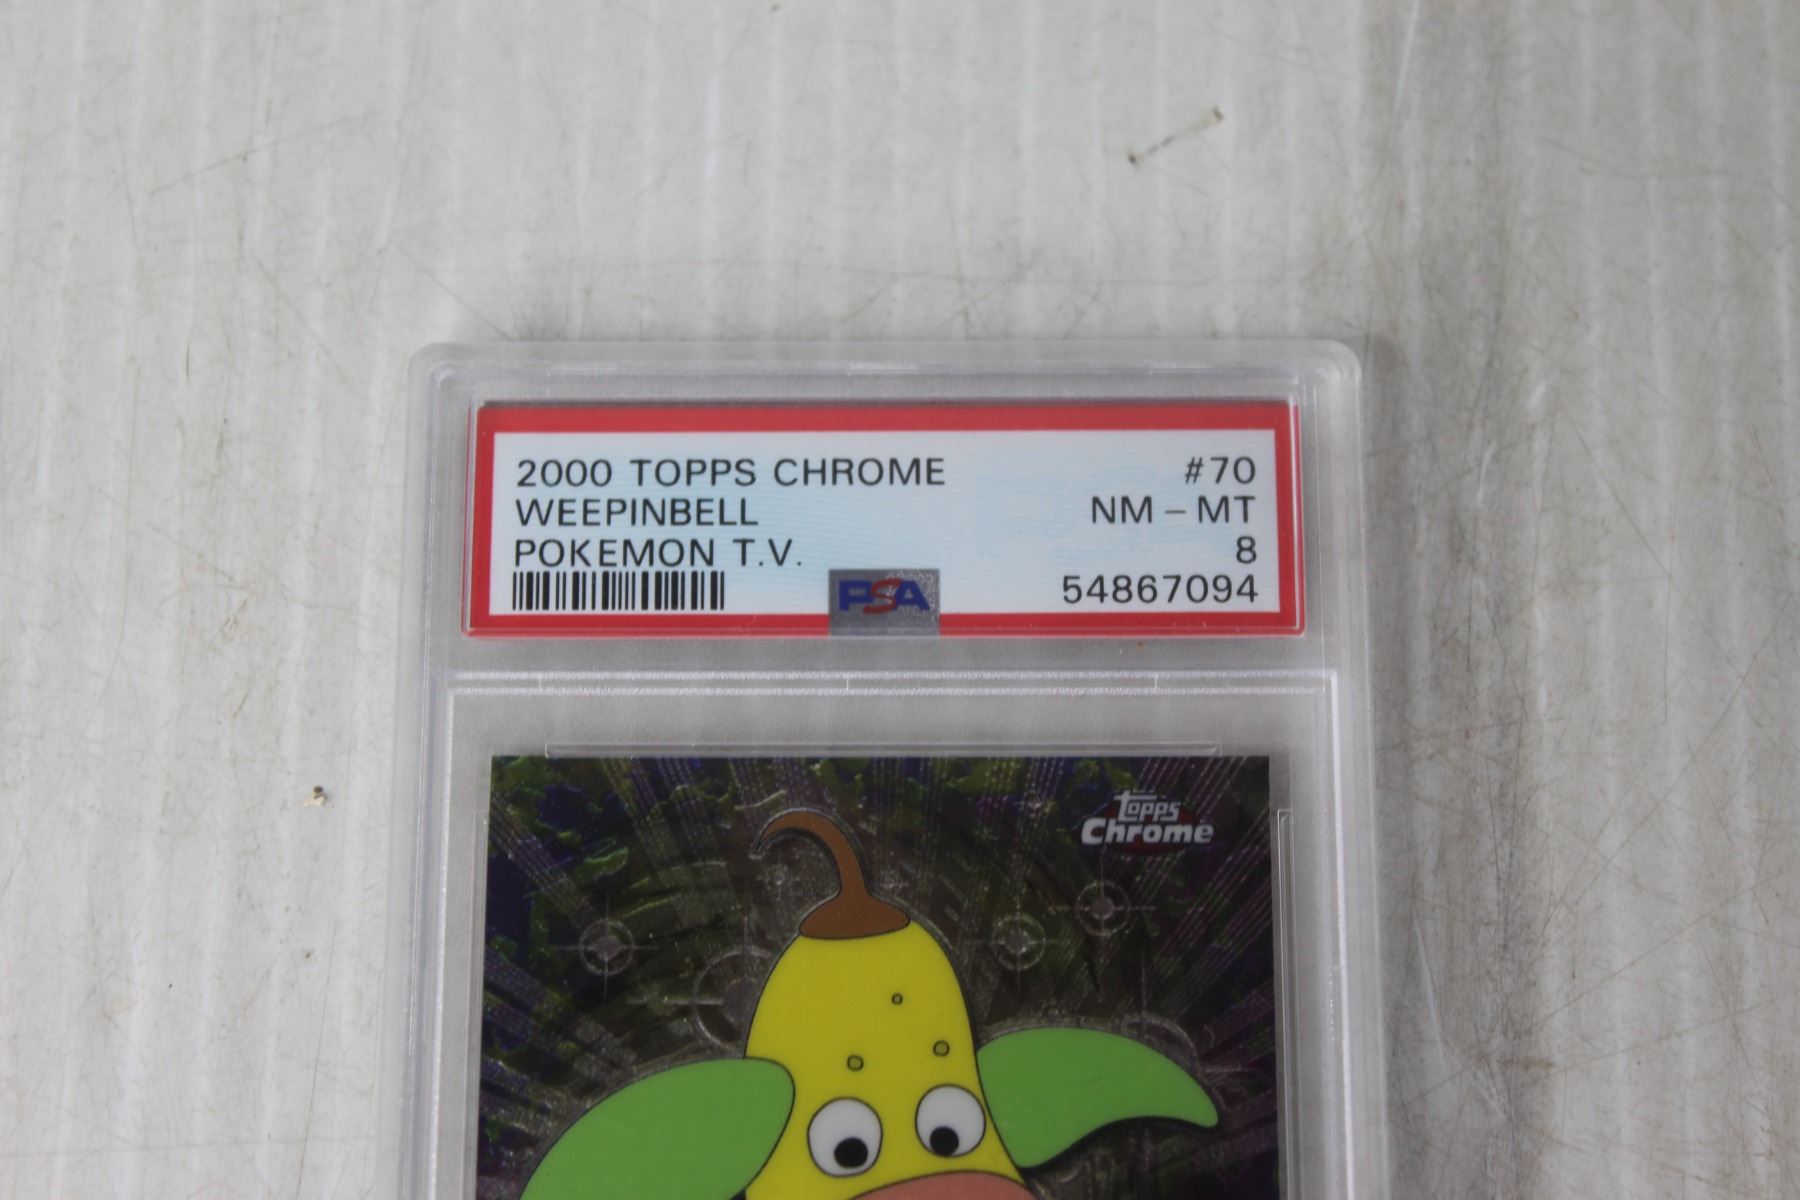 2000 TOPPS CHROME #70
WEEPINBELL NM - MT
POKEMON T.V. 8
PSA 54867094
topps
Chrome